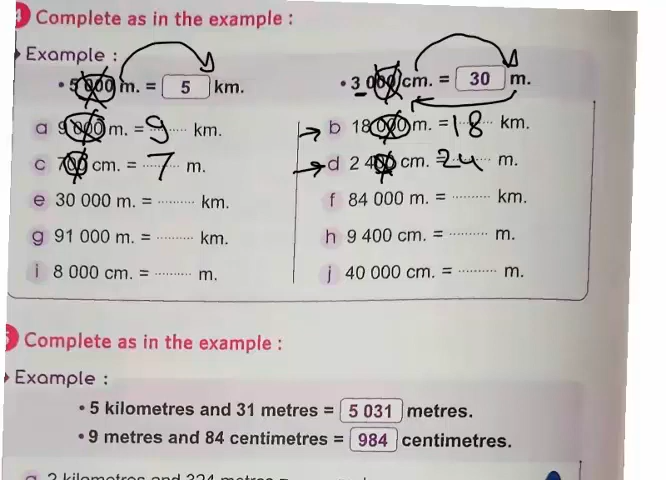 Complete as in the example :
Example :
• 5 000 m. = 5 km.
• 3 000 cm. = 30 m.
a 9 000 m. = 9 km.
b 18 000 m. = 18 km.
c 700 cm. = 7 m.
d 2 400 cm. = 24 m.
e 30 000 m. = ......... km.
f 84 000 m. = ......... km.
g 91 000 m. = ......... km.
h 9 400 cm. = ......... m.
i 8 000 cm. = ......... m.
j 40 000 cm. = ......... m.
5 Complete as in the example :
Example :
• 5 kilometres and 31 metres = 5 031 metres.
• 9 metres and 84 centimetres = 984 centimetres.